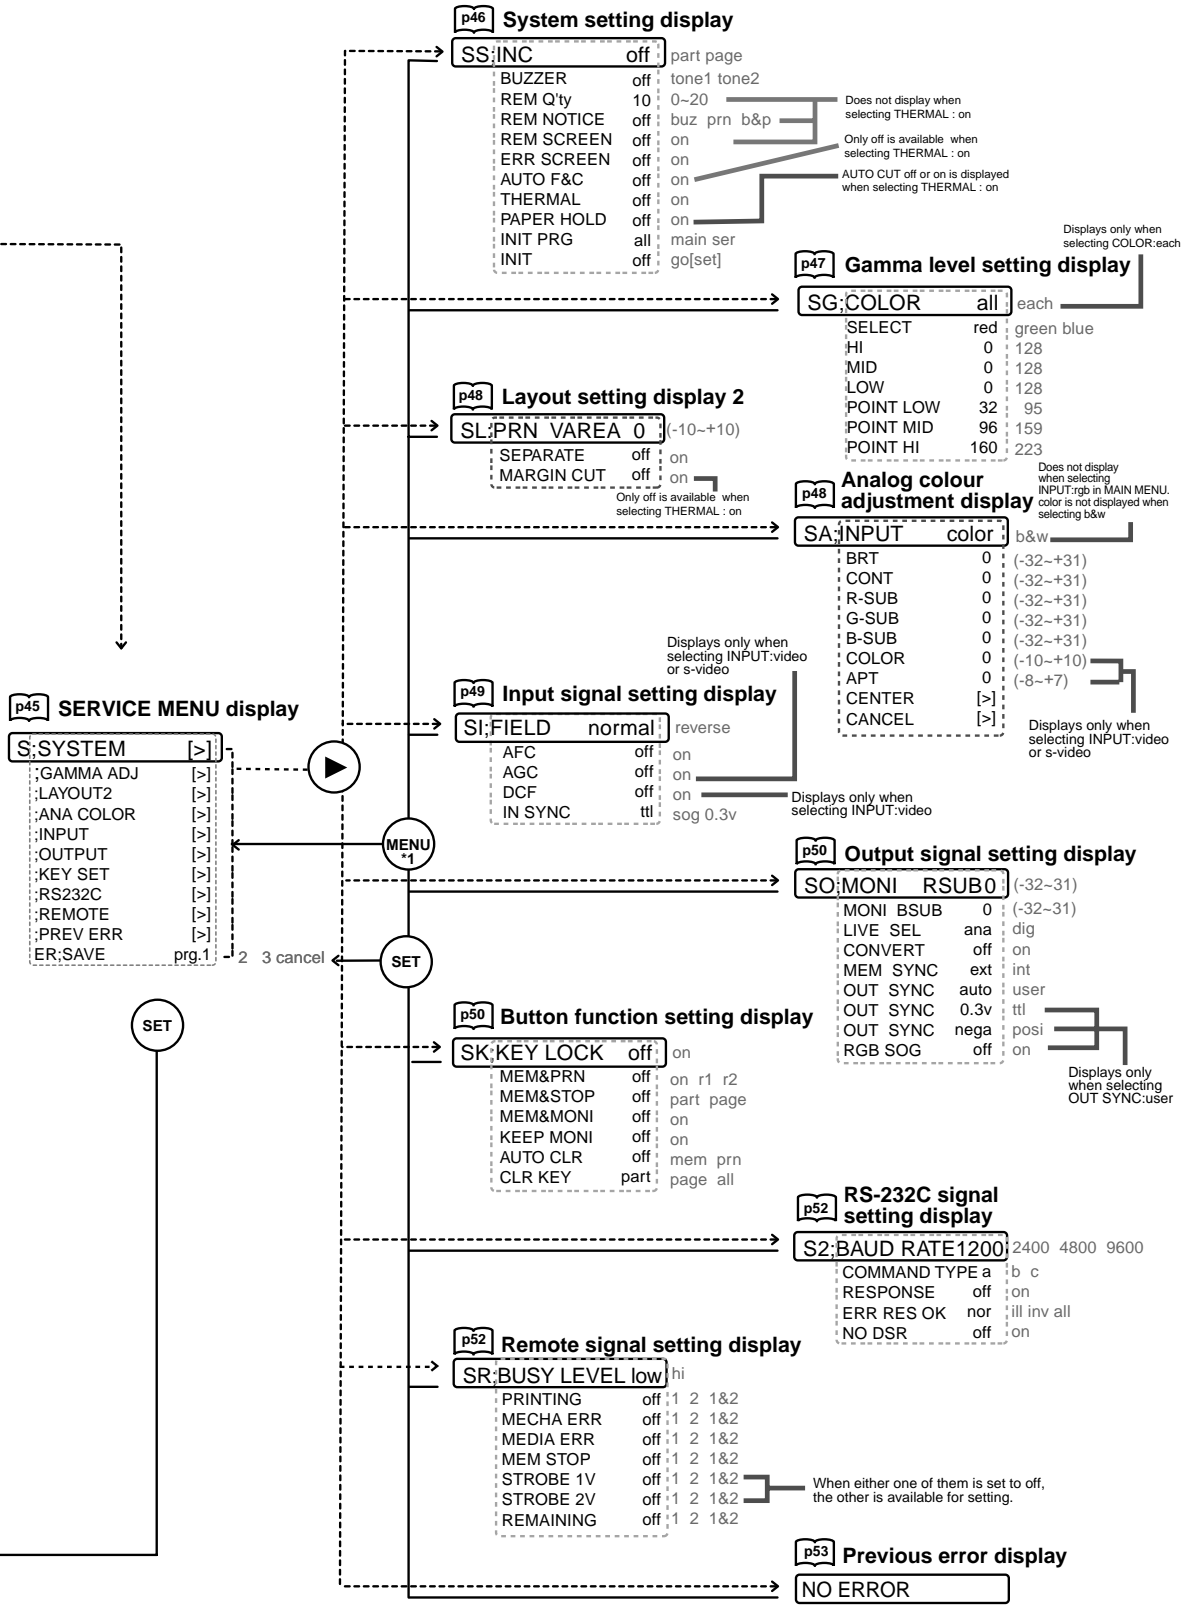 p46 System setting display
SS;INC off part page
BUZZER off tone1 tone2
REM Q'ty 10 0~20
REM NOTICE off buz prn b&p
REM SCREEN off on
ERR SCREEN off on
AUTO F&C off on
THERMAL off on
PAPER HOLD off on
INIT PRG all main ser
INIT off go[set]
Does not display when
selecting THERMAL : on
Only off is available when
selecting THERMAL : on
AUTO CUT off or on is displayed
when selecting THERMAL : on
Displays only when
selecting COLOR:each
p47 Gamma level setting display
SG;COLOR all each
SELECT red green blue
HI 0 128
MID 0 128
LOW 0 128
POINT LOW 32 95
POINT MID 96 159
POINT HI 160 223
p48 Layout setting display 2
SL;PRN VAREA 0 (-10~+10)
SEPARATE off on
MARGIN CUT off on
Only off is available when
selecting THERMAL : on
p48 Analog colour
adjustment display
Does not display
when selecting
INPUT:rgb in MAIN MENU.
color is not displayed when
selecting b&w
SA;INPUT color b&w
BRT 0 (-32~+31)
CONT 0 (-32~+31)
R-SUB 0 (-32~+31)
G-SUB 0 (-32~+31)
B-SUB 0 (-32~+31)
COLOR 0 (-10~+10)
APT 0 (-8~+7)
CENTER [>]
CANCEL [>]
Displays only when
selecting INPUT:video
or s-video
Displays only when
selecting INPUT:video
or s-video
p49 Input signal setting display
SI;FIELD normal reverse
AFC off on
AGC off on
DCF off on
IN SYNC ttl sog 0.3v
Displays only when
selecting INPUT:video
p45 SERVICE MENU display
S;SYSTEM [>]
;GAMMA ADJ [>]
;LAYOUT2 [>]
;ANA COLOR [>]
;INPUT [>]
;OUTPUT [>]
;KEY SET [>]
;RS232C [>]
;REMOTE [>]
;PREV ERR [>]
ER;SAVE prg.1 2 3 cancel
MENU
*1
SET
SET
p50 Output signal setting display
SO;MONI RSUB0 (-32~31)
MONI BSUB 0 (-32~31)
LIVE SEL ana dig
CONVERT off on
MEM SYNC ext int
OUT SYNC auto user
OUT SYNC 0.3v ttl
OUT SYNC nega posi
RGB SOG off on
Displays only
when selecting
OUT SYNC:user
p50 Button function setting display
SK;KEY LOCK off on
MEM&PRN off on r1 r2
MEM&STOP off part page
MEM&MONI off on
KEEP MONI off on
AUTO CLR off mem prn
CLR KEY part page all
p52 RS-232C signal
setting display
S2;BAUD RATE1200 2400 4800 9600
COMMAND TYPE a b c
RESPONSE off on
ERR RES OK nor ill inv all
NO DSR off on
p52 Remote signal setting display
SR;BUSY LEVEL low hi
PRINTING off 1 2 1&2
MECHA ERR off 1 2 1&2
MEDIA ERR off 1 2 1&2
MEM STOP off 1 2 1&2
STROBE 1V off 1 2 1&2
STROBE 2V off 1 2 1&2
REMAINING off 1 2 1&2
When either one of them is set to off,
the other is available for setting.
p53 Previous error display
NO ERROR